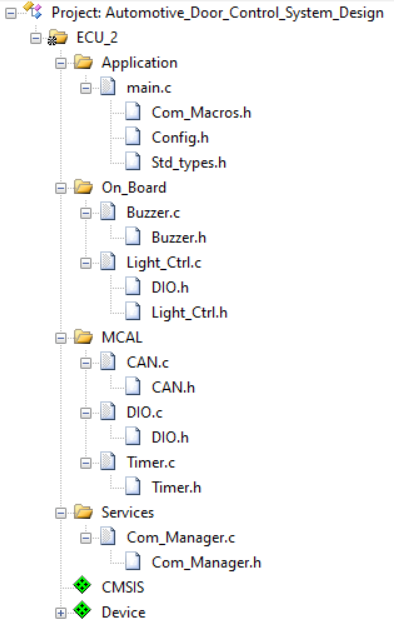 Project: Automotive_Door_Control_System_Design
ECU_2
Application
main.c
Com_Macros.h
Config.h
Std_types.h
On_Board
Buzzer.c
Buzzer.h
Light_Ctrl.c
DIO.h
Light_Ctrl.h
MCAL
CAN.c
CAN.h
DIO.c
DIO.h
Timer.c
Timer.h
Services
Com_Manager.c
Com_Manager.h
CMSIS
Device